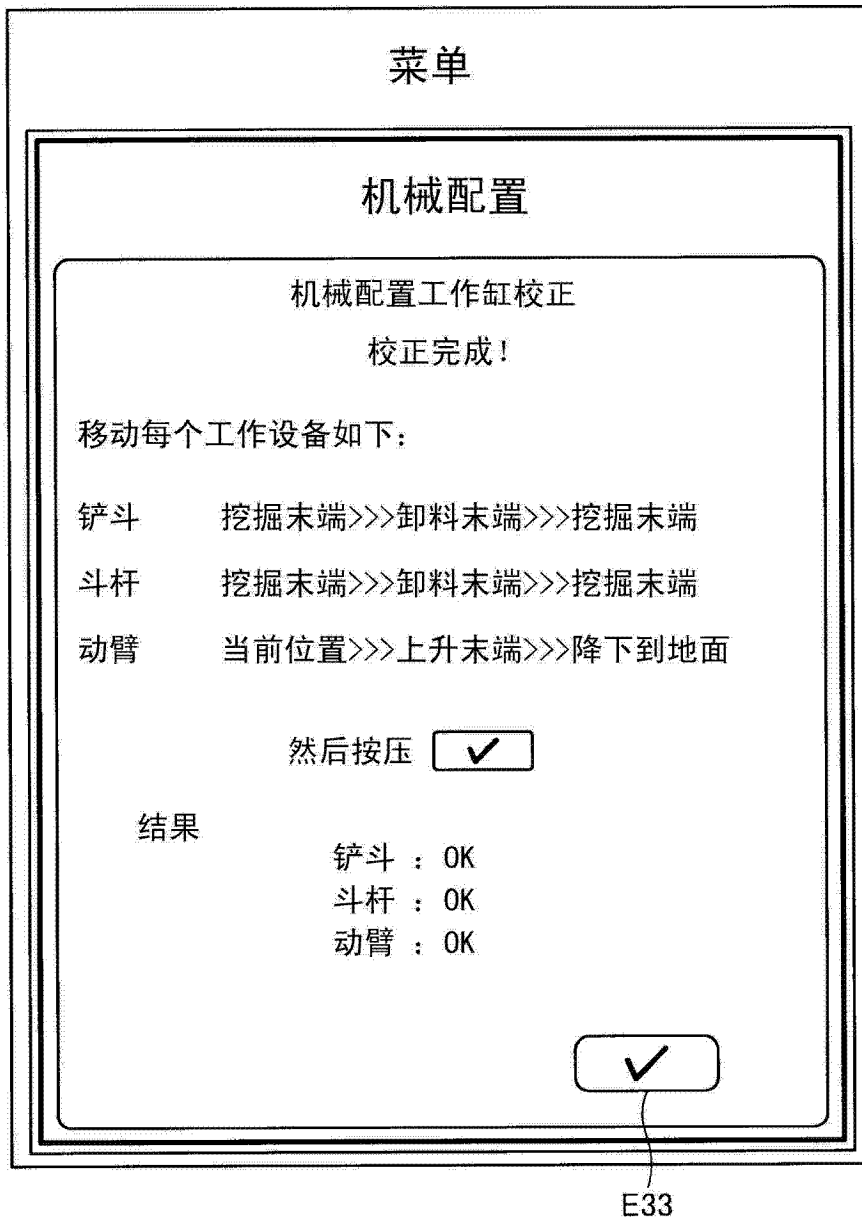 菜单
机械配置
机械配置工作缸校正
校正完成!
移动每个工作设备如下:
铲斗 挖掘末端>>>卸料末端>>>挖掘末端
斗杆 挖掘末端>>>卸料末端>>>挖掘末端
动臂 当前位置>>>上升末端>>>降下到地面
然后按压 ✓
结果
铲斗 : OK
斗杆 : OK
动臂 : OK
✓
E33